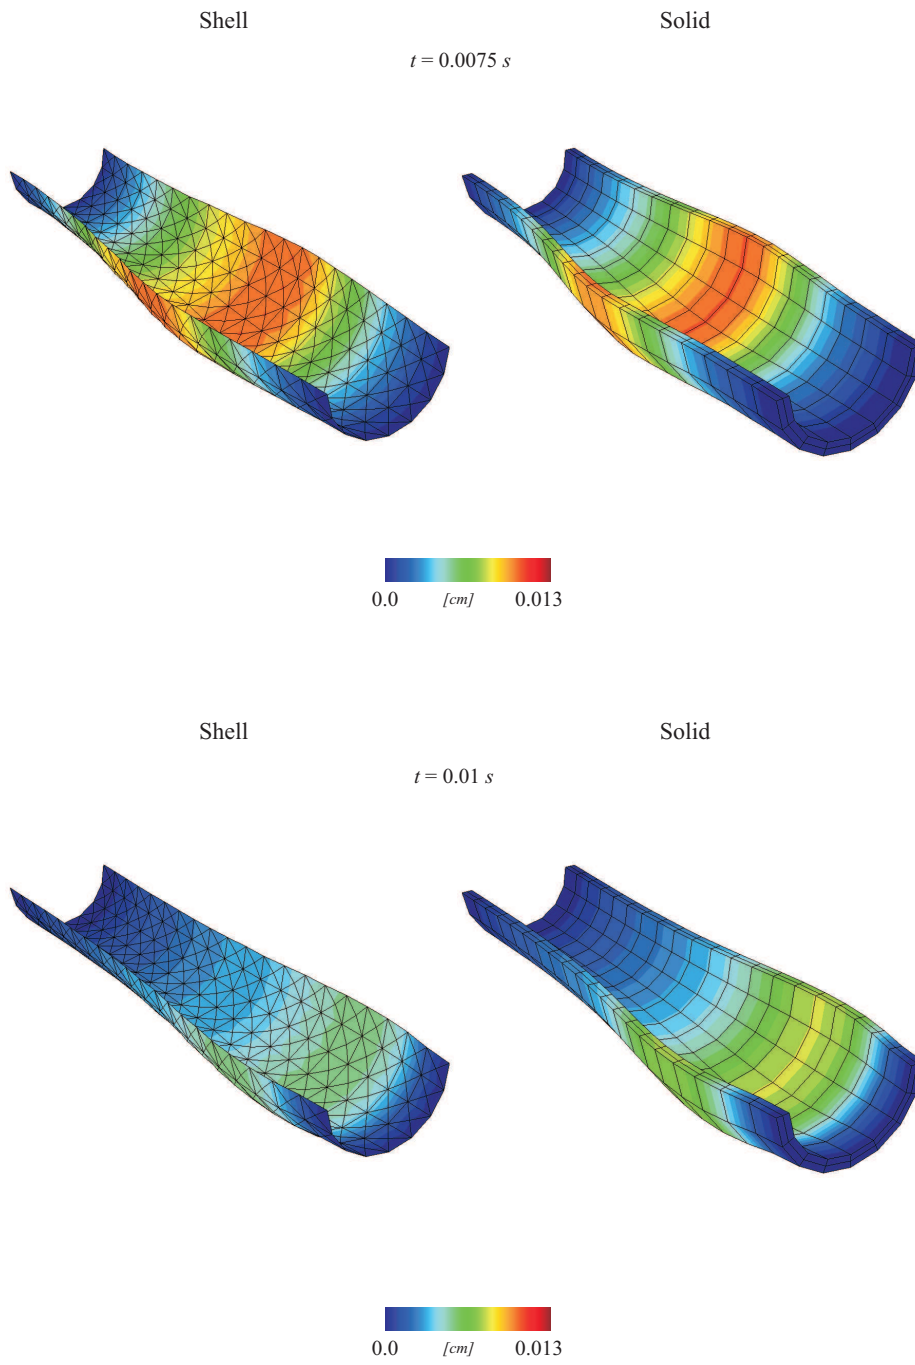 Shell Solid
t = 0.0075 s
0.0 [cm] 0.013
Shell Solid
t = 0.01 s
0.0 [cm] 0.013